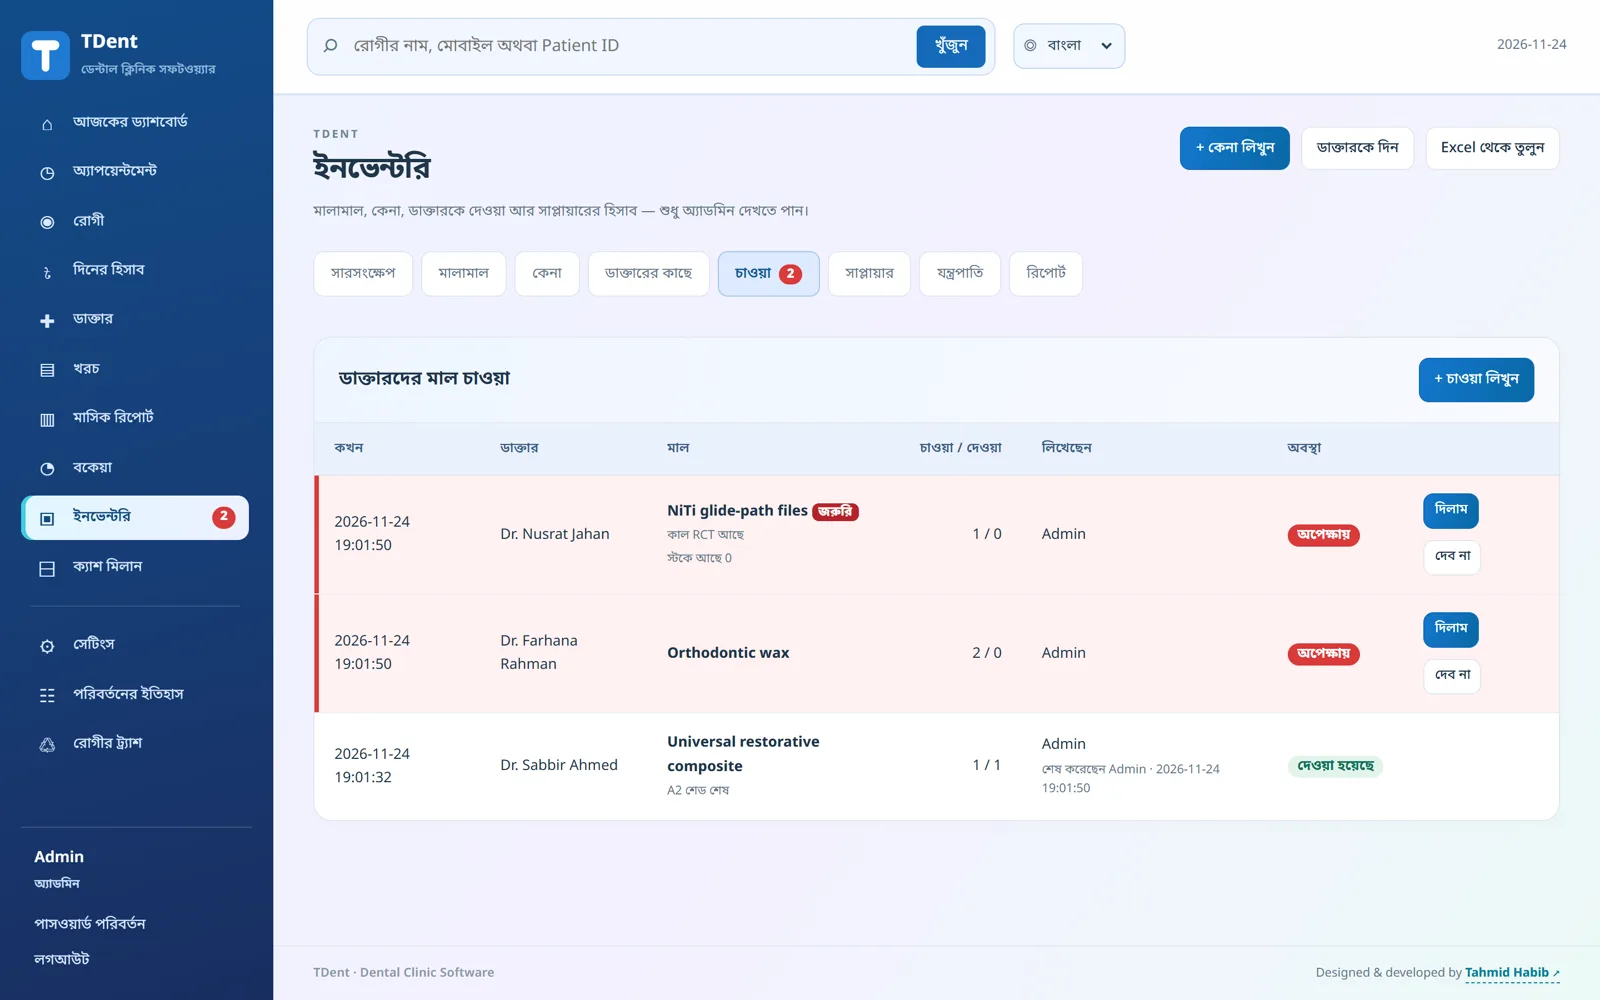 TDent
ডেন্টাল ক্লিনিক সফটওয়্যার
আজকের ড্যাশবোর্ড
অ্যাপয়েন্টমেন্ট
রোগী
৳ দিনের হিসাব
ডাক্তার
খরচ
মাসিক রিপোর্ট
বকেয়া
ইনভেন্টরি 2
ক্যাশ মিলান
সেটিংস
পরিবর্তনের ইতিহাস
রোগীর ট্র্যাশ
Admin
অ্যাডমিন
পাসওয়ার্ড পরিবর্তন
লগআউট
রোগীর নাম, মোবাইল অথবা Patient ID
খুঁজুন
বাংলা
2026-11-24
TDENT
ইনভেন্টরি
মালামাল, কেনা, ডাক্তারকে দেওয়া আর সাপ্লায়ারের হিসাব — শুধু অ্যাডমিন দেখতে পান।
+ কেনা লিখুন
ডাক্তারকে দিন
Excel থেকে তুলুন
সারসংক্ষেপ
মালামাল
কেনা
ডাক্তারের কাছে
চাওয়া 2
সাপ্লায়ার
যন্ত্রপাতি
রিপোর্ট
ডাক্তারদের মাল চাওয়া
+ চাওয়া লিখুন
কখন ডাক্তার মাল চাওয়া / দেওয়া লিখেছেন অবস্থা
2026-11-24
19:01:50
Dr. Nusrat Jahan
NiTi glide-path files জরুরি
কাল RCT আছে
স্টকে আছে 0
1 / 0
Admin
অপেক্ষায়
দিলাম
দেব না
2026-11-24
19:01:50
Dr. Farhana
Rahman
Orthodontic wax
2 / 0
Admin
অপেক্ষায়
দিলাম
দেব না
2026-11-24
19:01:32
Dr. Sabbir Ahmed
Universal restorative
composite
A2 শেড শেষ
1 / 1
Admin
শেষ করেছেন Admin · 2026-11-24
19:01:50
দেওয়া হয়েছে
TDent · Dental Clinic Software
Designed & developed by Tahmid Habib ↗